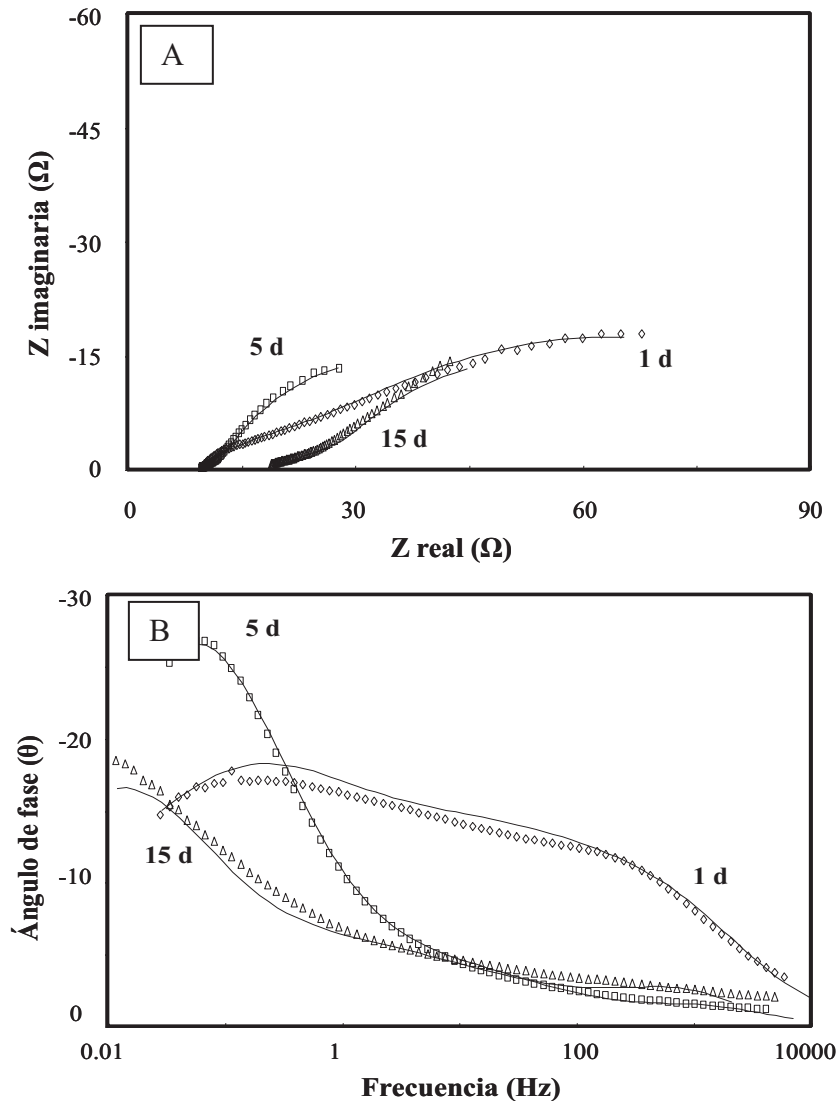 -60
A
-45
Z imaginaria (Ω)
-30
-15
5 d
1 d
15 d
0
0
30
60
90
Z real (Ω)
-30
B
5 d
-20
Ángulo de fase (θ)
15 d
-10
1 d
0
0.01
1
100
10000
Frecuencia (Hz)